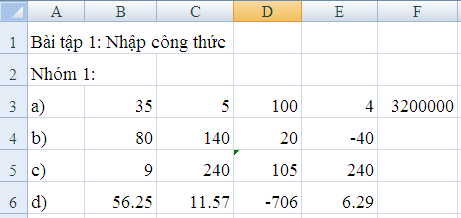 A B C D E F
1 Bài tập 1: Nhập công thức
2 Nhóm 1:
3 a) 35 5 100 4 3200000
4 b) 80 140 20 -40
5 c) 9 240 105 240
6 d) 56.25 11.57 -706 6.29